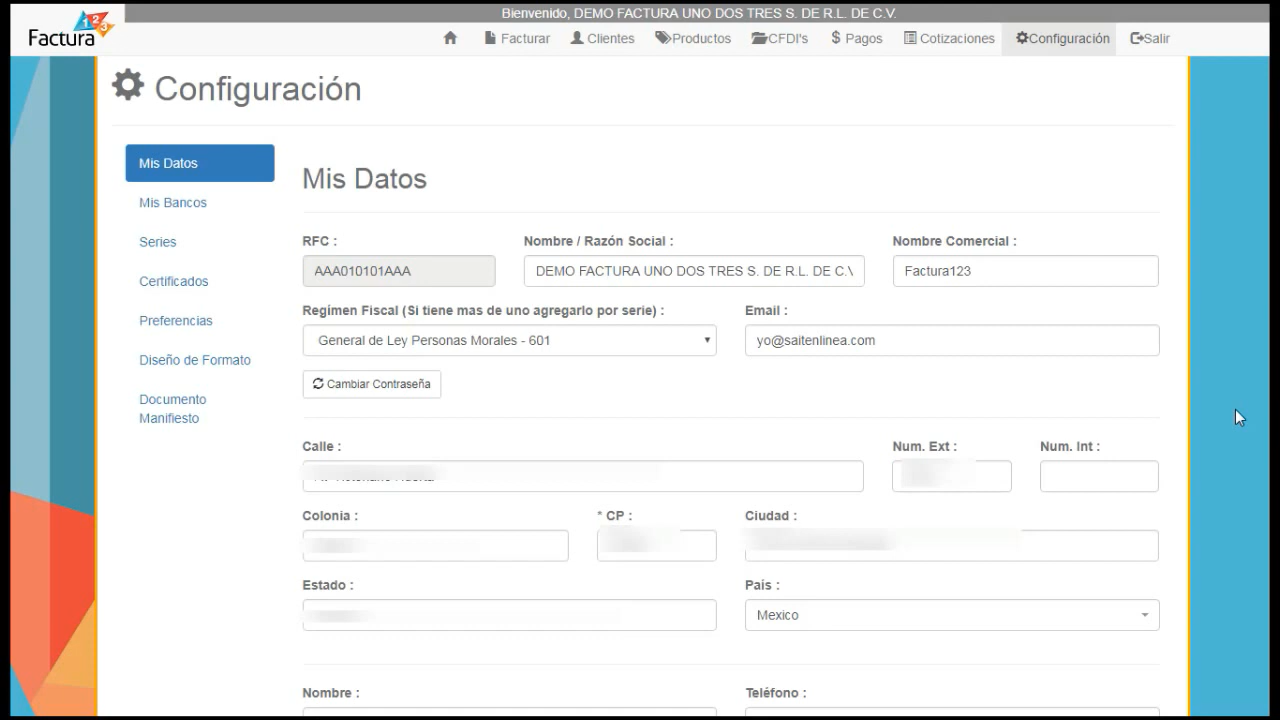 Bienvenido, DEMO FACTURA UNO DOS TRES S. DE R.L. DE C.V.
Factura 123
Facturar Clientes Productos CFDI's $ Pagos Cotizaciones Configuración Salir
Configuración
Mis Datos
Mis Bancos
Series
Certificados
Preferencias
Diseño de Formato
Documento
Manifiesto
Mis Datos
RFC : Nombre / Razón Social : Nombre Comercial :
AAA010101AAA DEMO FACTURA UNO DOS TRES S. DE R.L. DE C.V Factura123
Regímen Fiscal (Si tiene mas de uno agregarlo por serie) : Email :
General de Ley Personas Morales - 601 yo@saitenlinea.com
Cambiar Contraseña
Calle : Num. Ext : Num. Int :
Colonia : * CP : Ciudad :
Estado : País :
Mexico
Nombre : Teléfono :